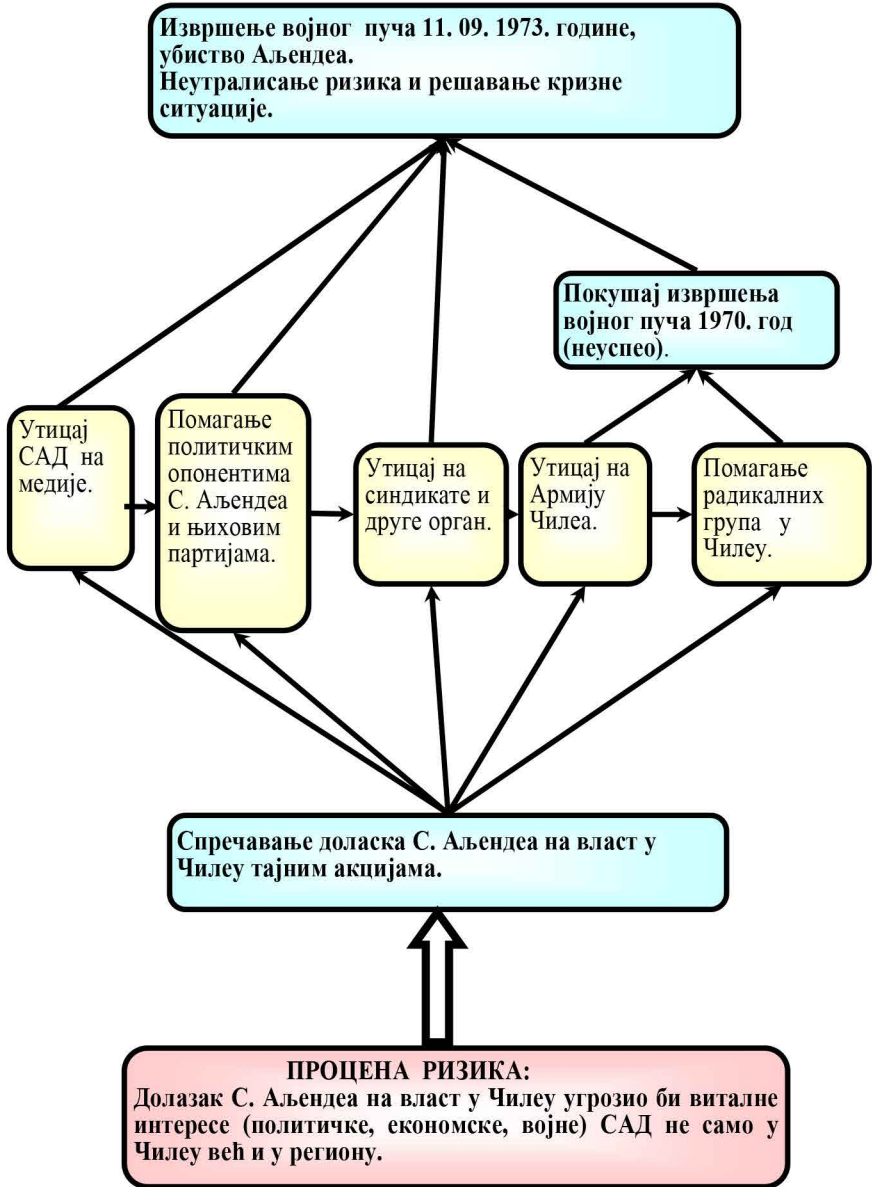 Извршење војног пуча 11. 09. 1973. године,
убиство Аљендеа.
Неутралисање ризика и решавање кризне
ситуације.
Покушај извршења
војног пуча 1970. год
(неуспео).
Утицај
САД на
медије.
Помагање
политичким
опонентима
С. Аљендеа
и њиховим
партијама.
Утицај на
синдикате и
друге орган.
Утицај на
Армију
Чилеа.
Помагање
радикалних
група у
Чилеу.
Спречавање доласка С. Аљендеа на власт у
Чилеу тајним акцијама.
ПРОЦЕНА РИЗИКА:
Долазак С. Аљендеа на власт у Чилеу угрозио би виталне
интересе (политичке, економске, војне) САД не само у
Чилеу већ и у региону.